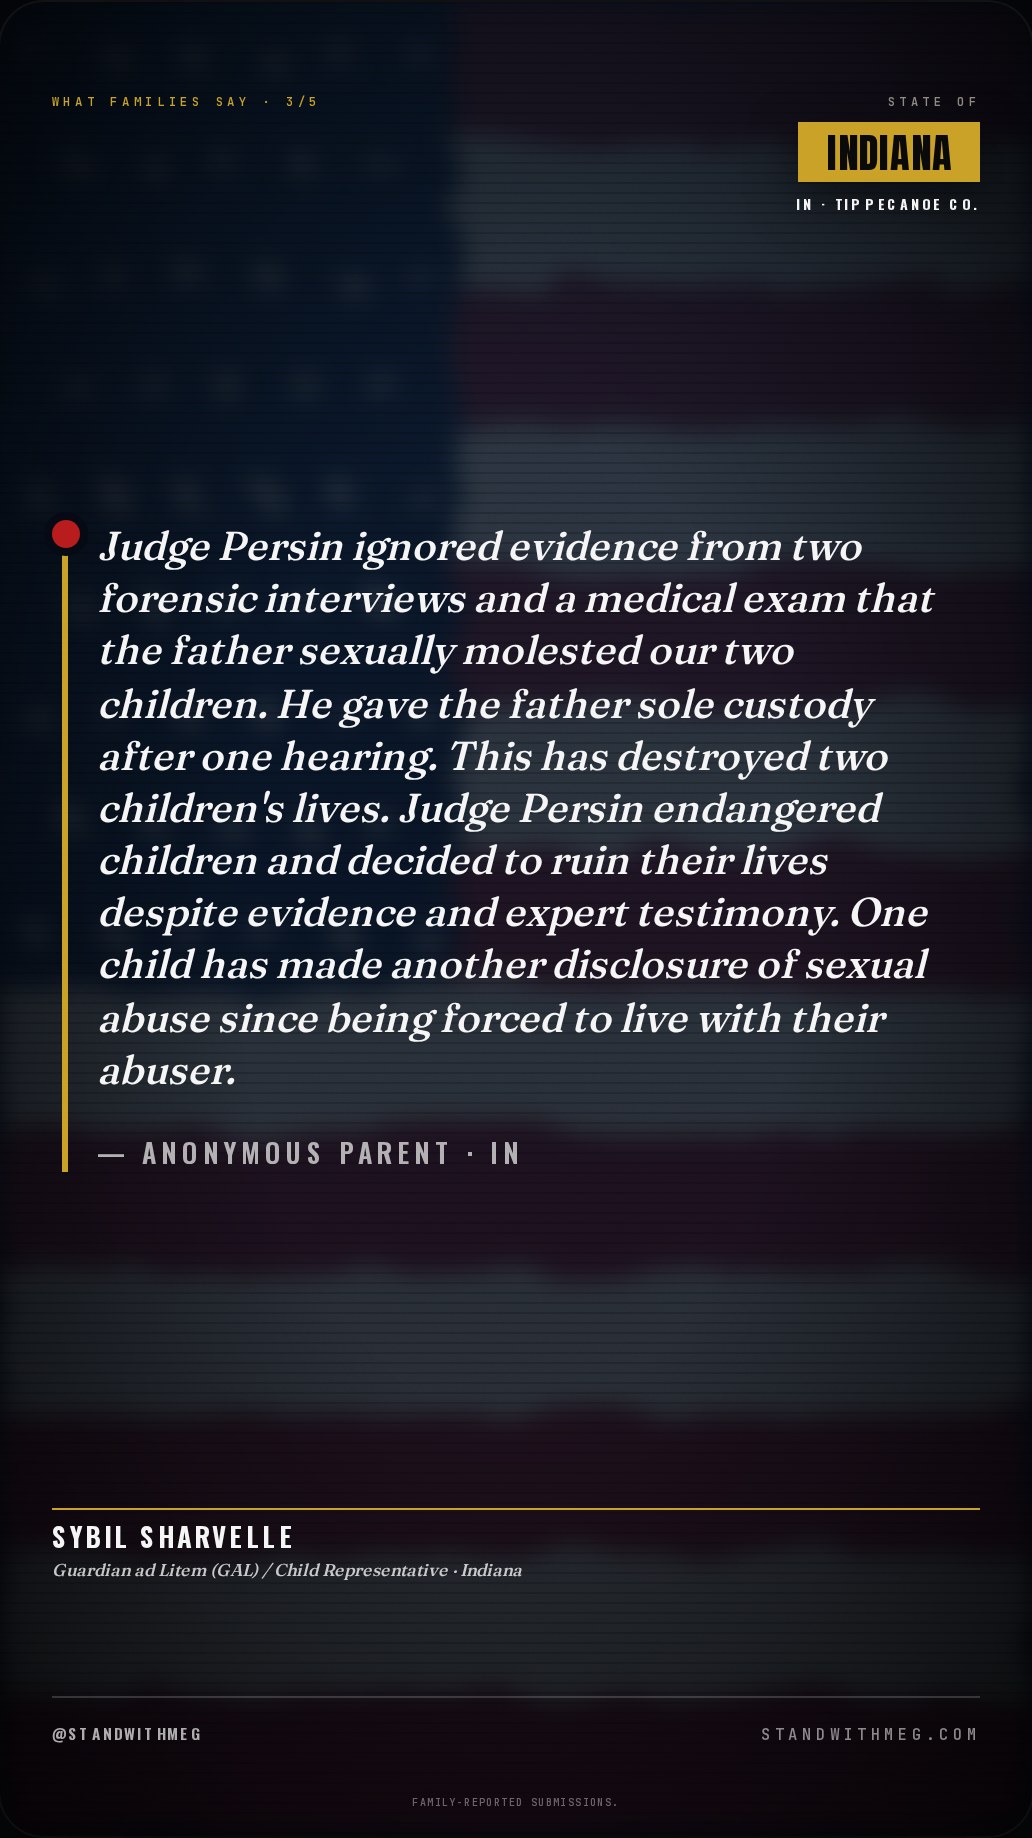 WHAT FAMILIES SAY · 3/5
STATE OF
INDIANA
IN · TIPPECANOE CO.
Judge Persin ignored evidence from two
forensic interviews and a medical exam that
the father sexually molested our two
children. He gave the father sole custody
after one hearing. This has destroyed two
children's lives. Judge Persin endangered
children and decided to ruin their lives
despite evidence and expert testimony. One
child has made another disclosure of sexual
abuse since being forced to live with their
abuser.
— ANONYMOUS PARENT · IN
SYBIL SHARVELLE
Guardian ad Litem (GAL) / Child Representative · Indiana
@STANDWITHMEG
STANDWITHMEG.COM
FAMILY-REPORTED SUBMISSIONS.